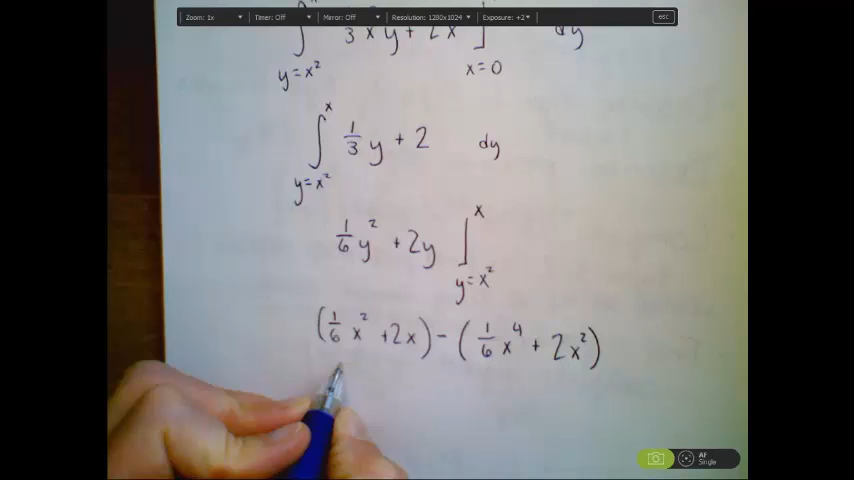 Zoom: 1x Timer: Off Mirror: Off Resolution: 1280x1024 Exposure: +2 esc
∫ 3 x y + 2x ] dy
y = x² x = 0
∫ˣ 1/3 y + 2 dy
y = x²
1/6 y² + 2y ]ˣ
y = x²
(1/6 x² + 2x) - (1/6 x⁴ + 2x²)
AF
Single